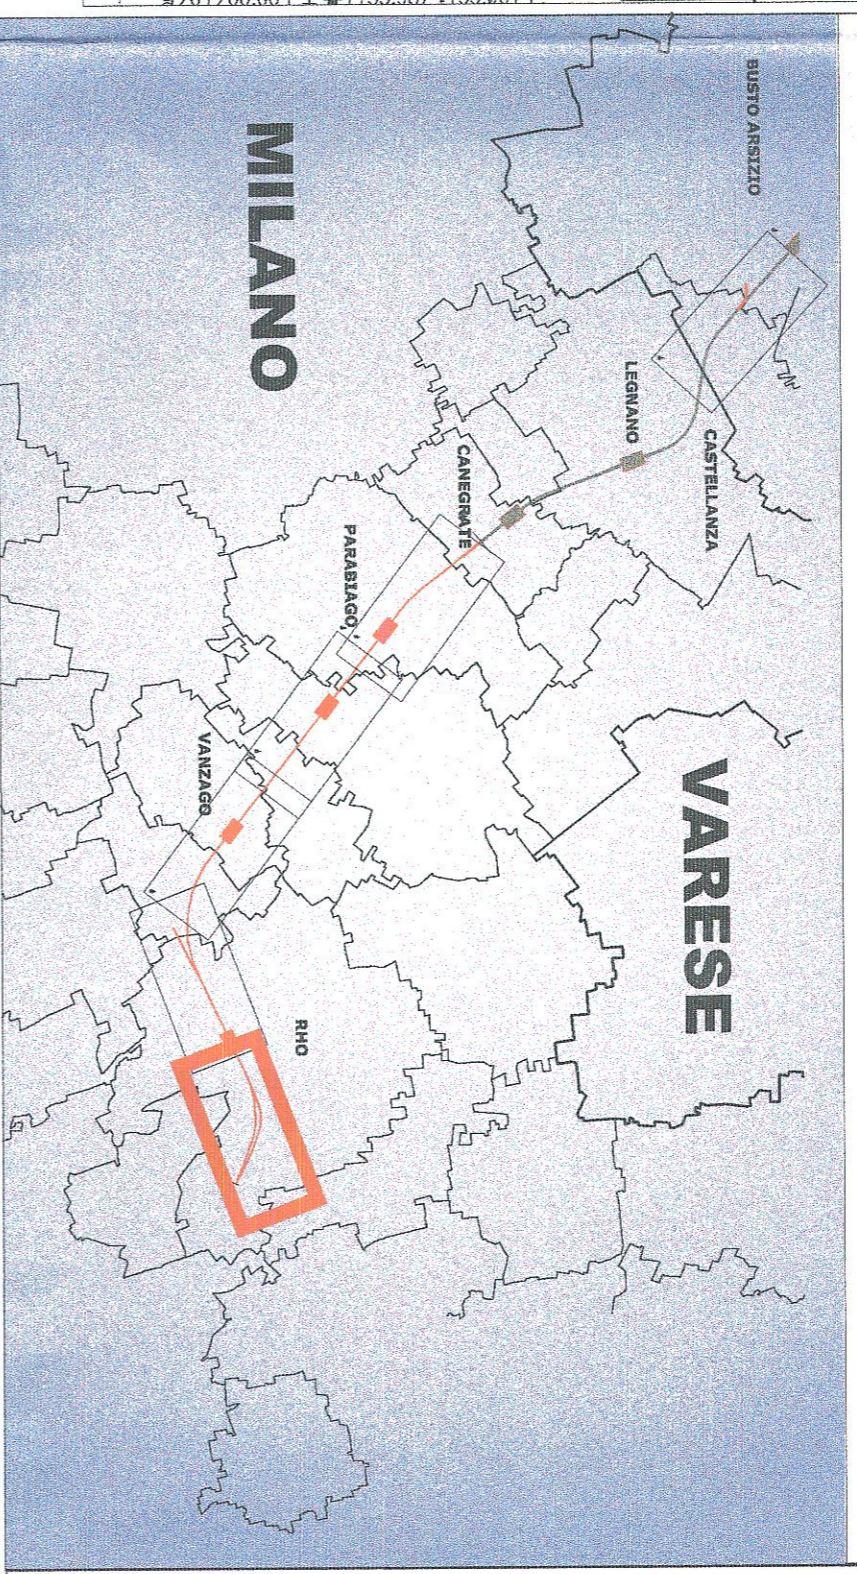 BUSTO ARSIZIO
MILANO
LEGNANO
CASTELLANZA
CANEGRATE
PARABIAGO
VARESE
VANZAGO
RHO